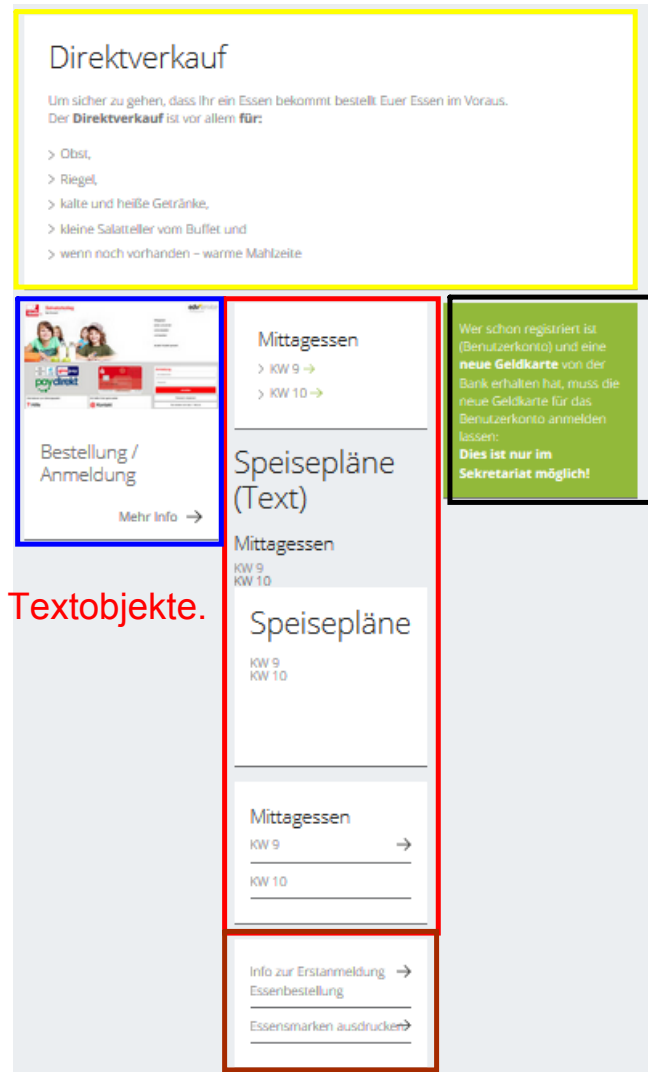 Direktverkauf
Um sicher zu gehen, dass Ihr ein Essen bekommt bestellt Euer Essen im Voraus.
Der Direktverkauf ist vor allem für:
> Obst,
> Riegel,
> kalte und heiße Getränke,
> kleine Salatteller vom Buffet und
> wenn noch vorhanden – warme Mahlzeite
paydirekt
Bestellung /
Anmeldung
Mehr Info →
Textobjekte.
Mittagessen
> KW 9 →
> KW 10 →
Speisepläne
(Text)
Mittagessen
KW 9
KW 10
Speisepläne
KW 9
KW 10
Mittagessen
KW 9 →
KW 10
Info zur Erstanmeldung →
Essenbestellung
Essensmarken ausdrucken →
Wer schon registriert ist
(Benutzerkonto) und eine
neue Geldkarte von der
Bank erhalten hat, muss die
neue Geldkarte für das
Benutzerkonto anmelden
lassen:
Dies ist nur im
Sekretariat möglich!